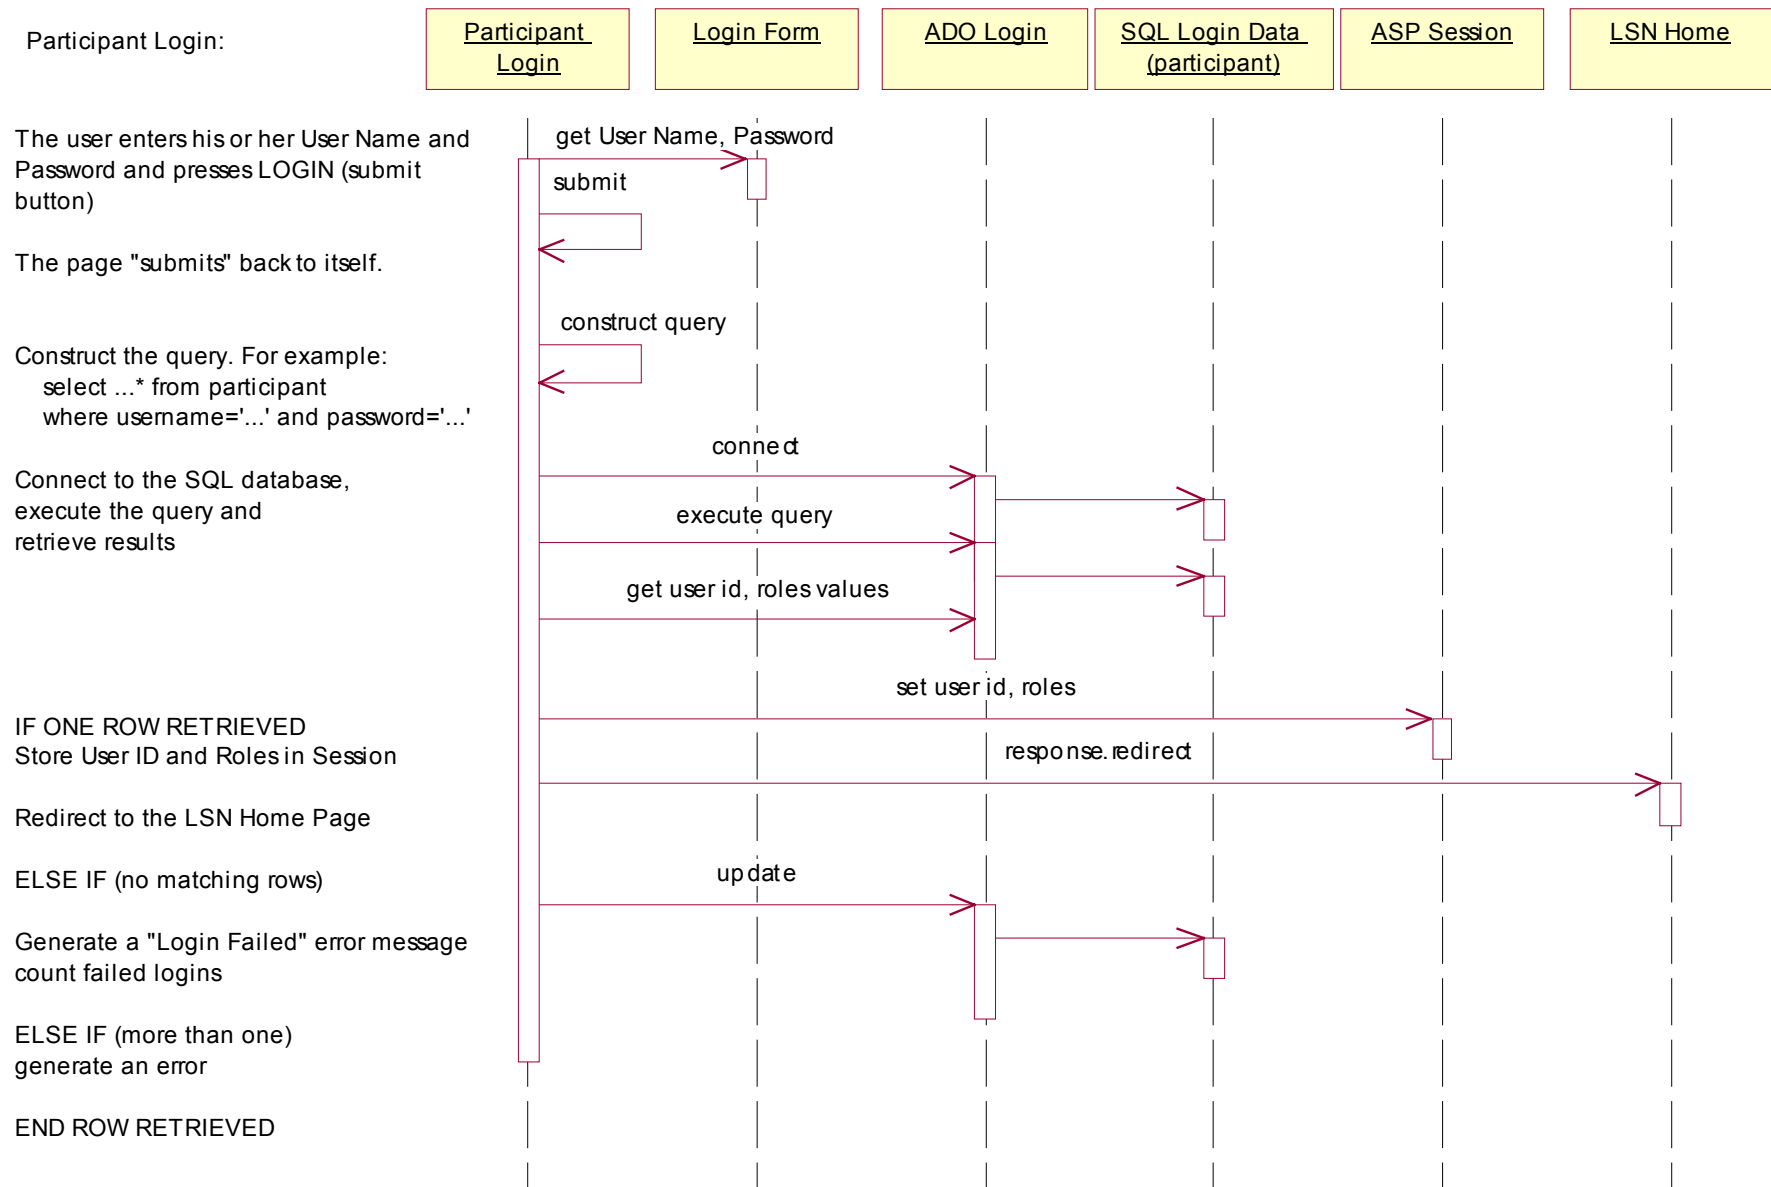 Participant Login:
Participant
Login
Login Form
ADO Login
SQL Login Data
(participant)
ASP Session
LSN Home
The user enters his or her User Name and
Password and presses LOGIN (submit
button)
get User Name, Password
submit
The page "submits" back to itself.
construct query
Construct the query. For example:
select ...* from participant
where username='...' and password='...'
connect
Connect to the SQL database,
execute the query and
retrieve results
execute query
get user id, roles values
set user id, roles
IF ONE ROW RETRIEVED
Store User ID and Roles in Session
response.redirect
Redirect to the LSN Home Page
ELSE IF (no matching rows)
update
Generate a "Login Failed" error message
count failed logins
ELSE IF (more than one)
generate an error
END ROW RETRIEVED